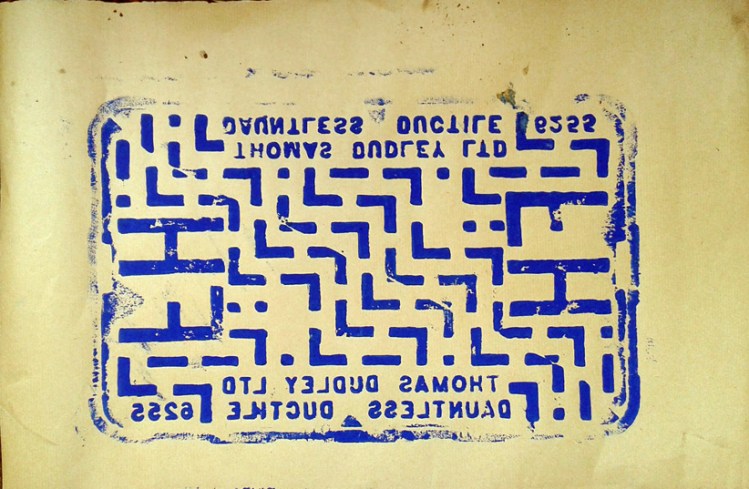 DAUNTLESS DUCTILE 6255
THOMAS DUDLEY LTD
THOMAS DUDLEY LTD
DAUNTLESS DUCTILE 6255